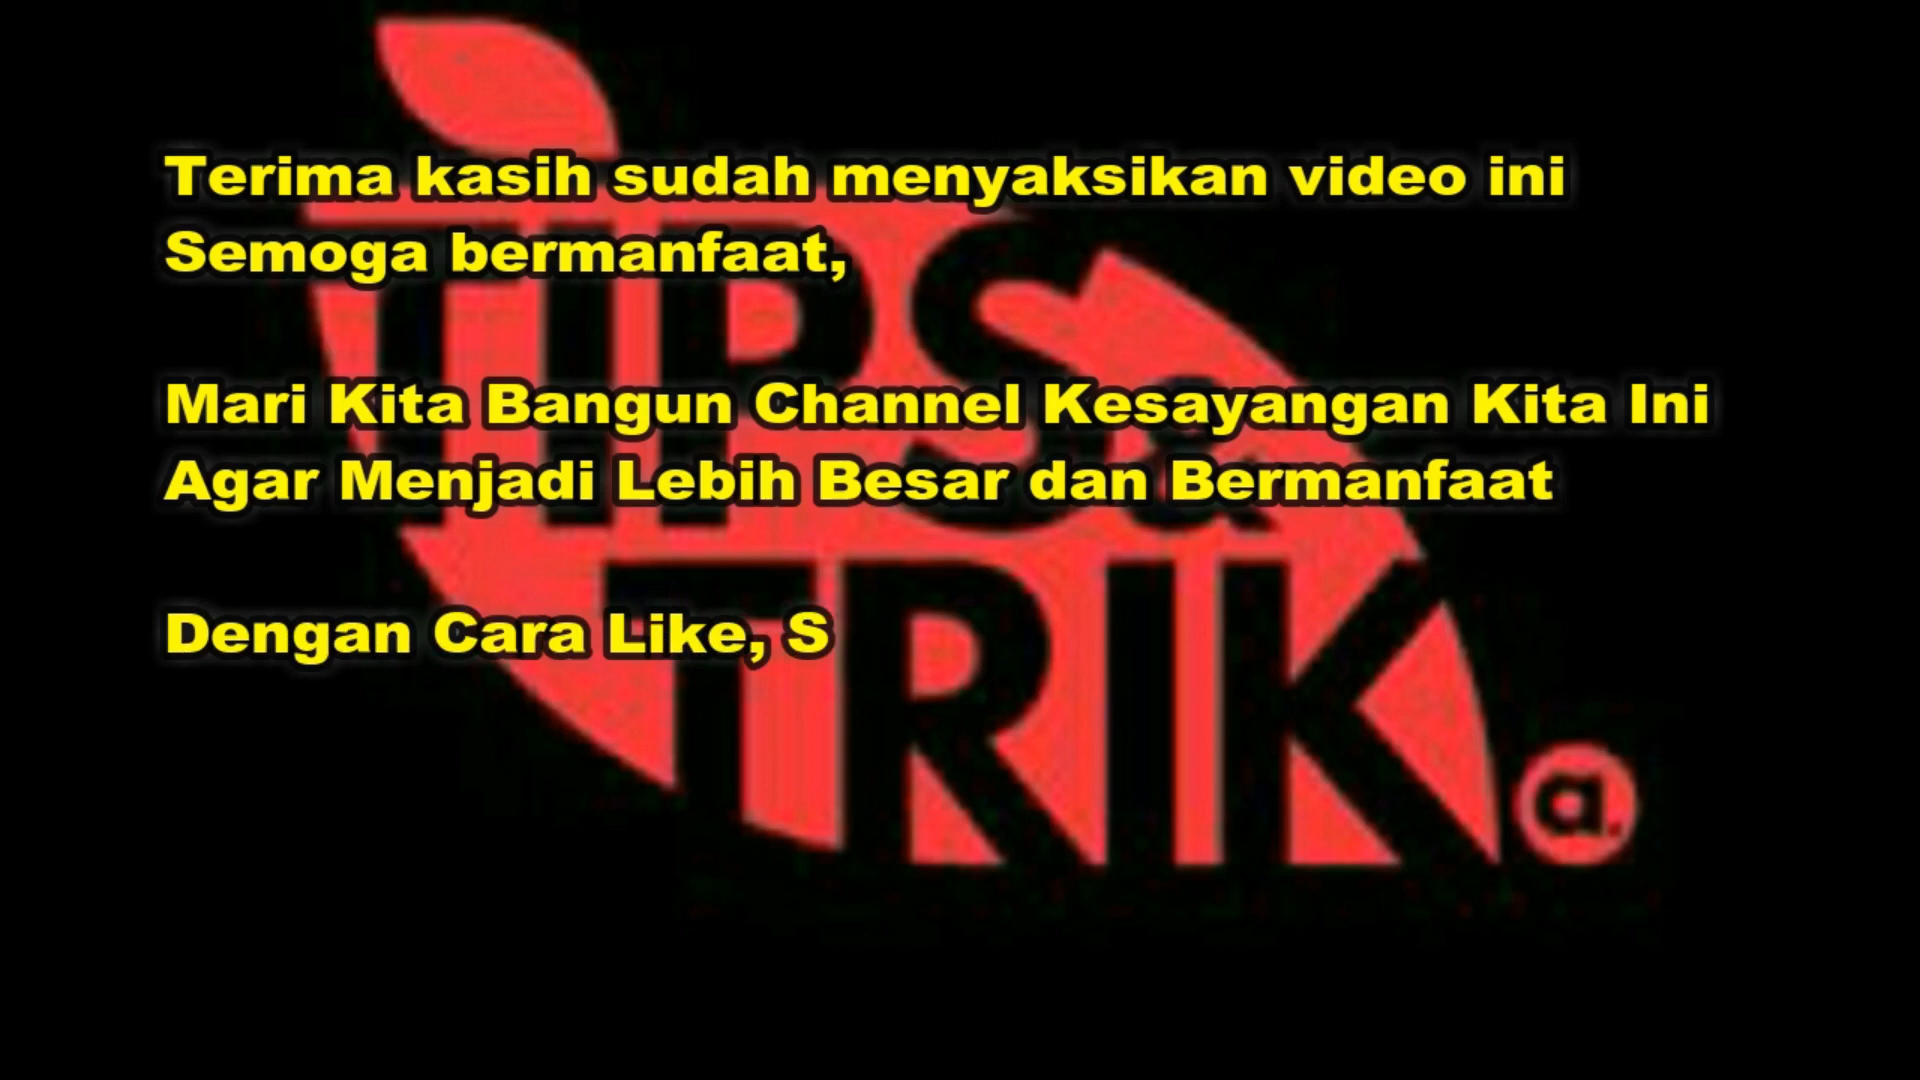 Terima kasih sudah menyaksikan video ini
Semoga bermanfaat,
Mari Kita Bangun Channel Kesayangan Kita Ini
Agar Menjadi Lebih Besar dan Bermanfaat
Dengan Cara Like, S
TIPS &
TRIK
a.